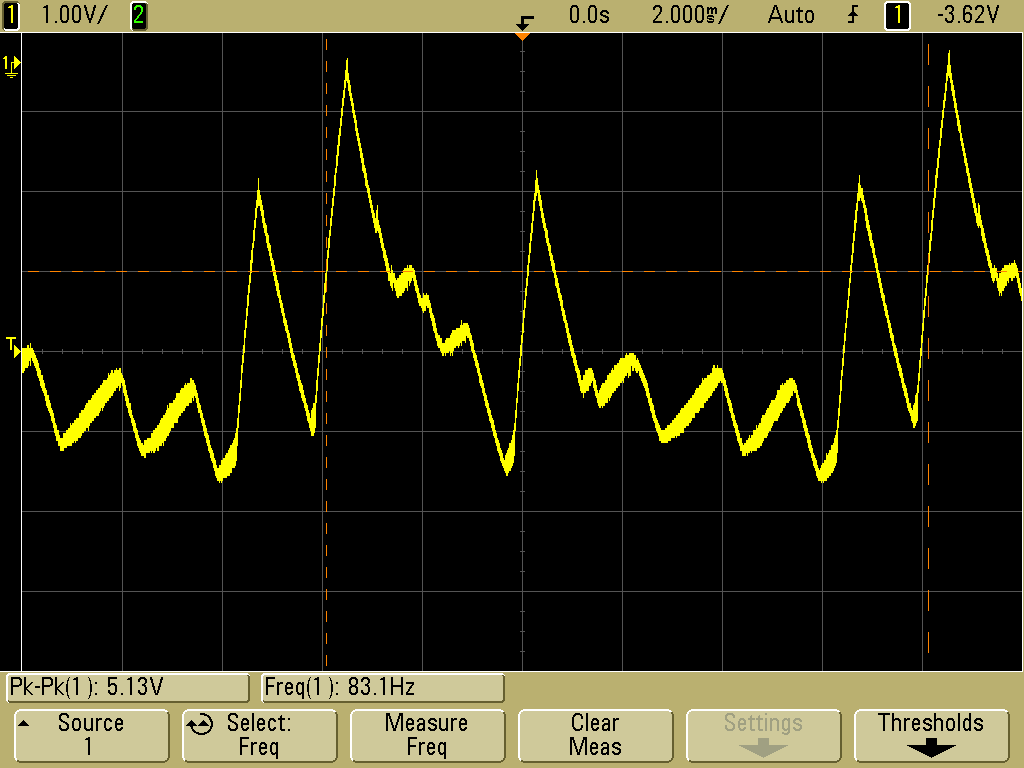 1 1.00V/ 2 0.0s 2.000ms/ Auto 1 -3.62V
1
T
Pk-Pk(1): 5.13V Freq(1): 83.1Hz
Source Select: Measure Clear Settings Thresholds
1 Freq Freq Meas